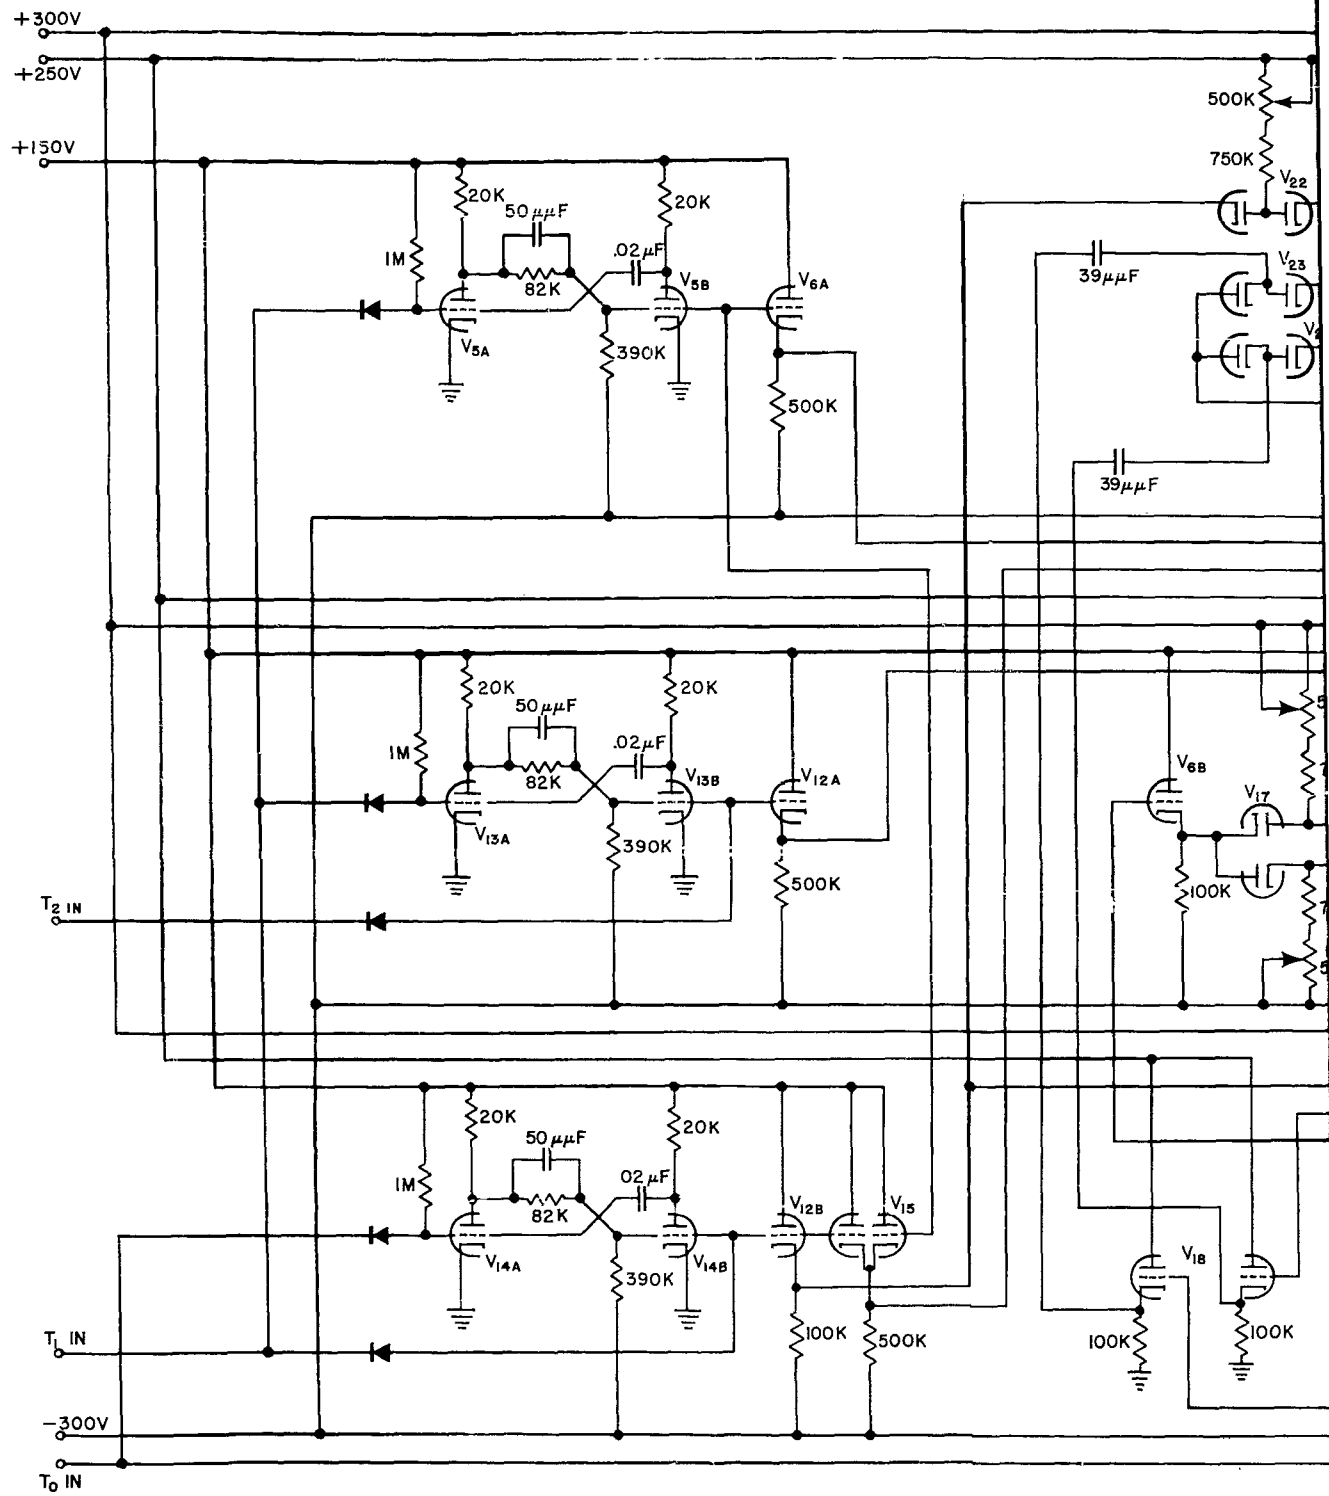 +300V
+250V
500K
+150V
750K
20K
20K
V22
50μμF
.02μF
1M
39μμF
V23
82K
V5B
V6A
V5A
390K
500K
39μμF
20K
20K
50μμF
.02μF
1M
82K
V13B
V12A
V6B
V17
V13A
390K
500K
100K
T2 IN
20K
20K
50μμF
02μF
1M
82K
V12B
V15
V14A
V14B
V18
390K
100K
500K
100K
100K
T1 IN
-300V
T0 IN